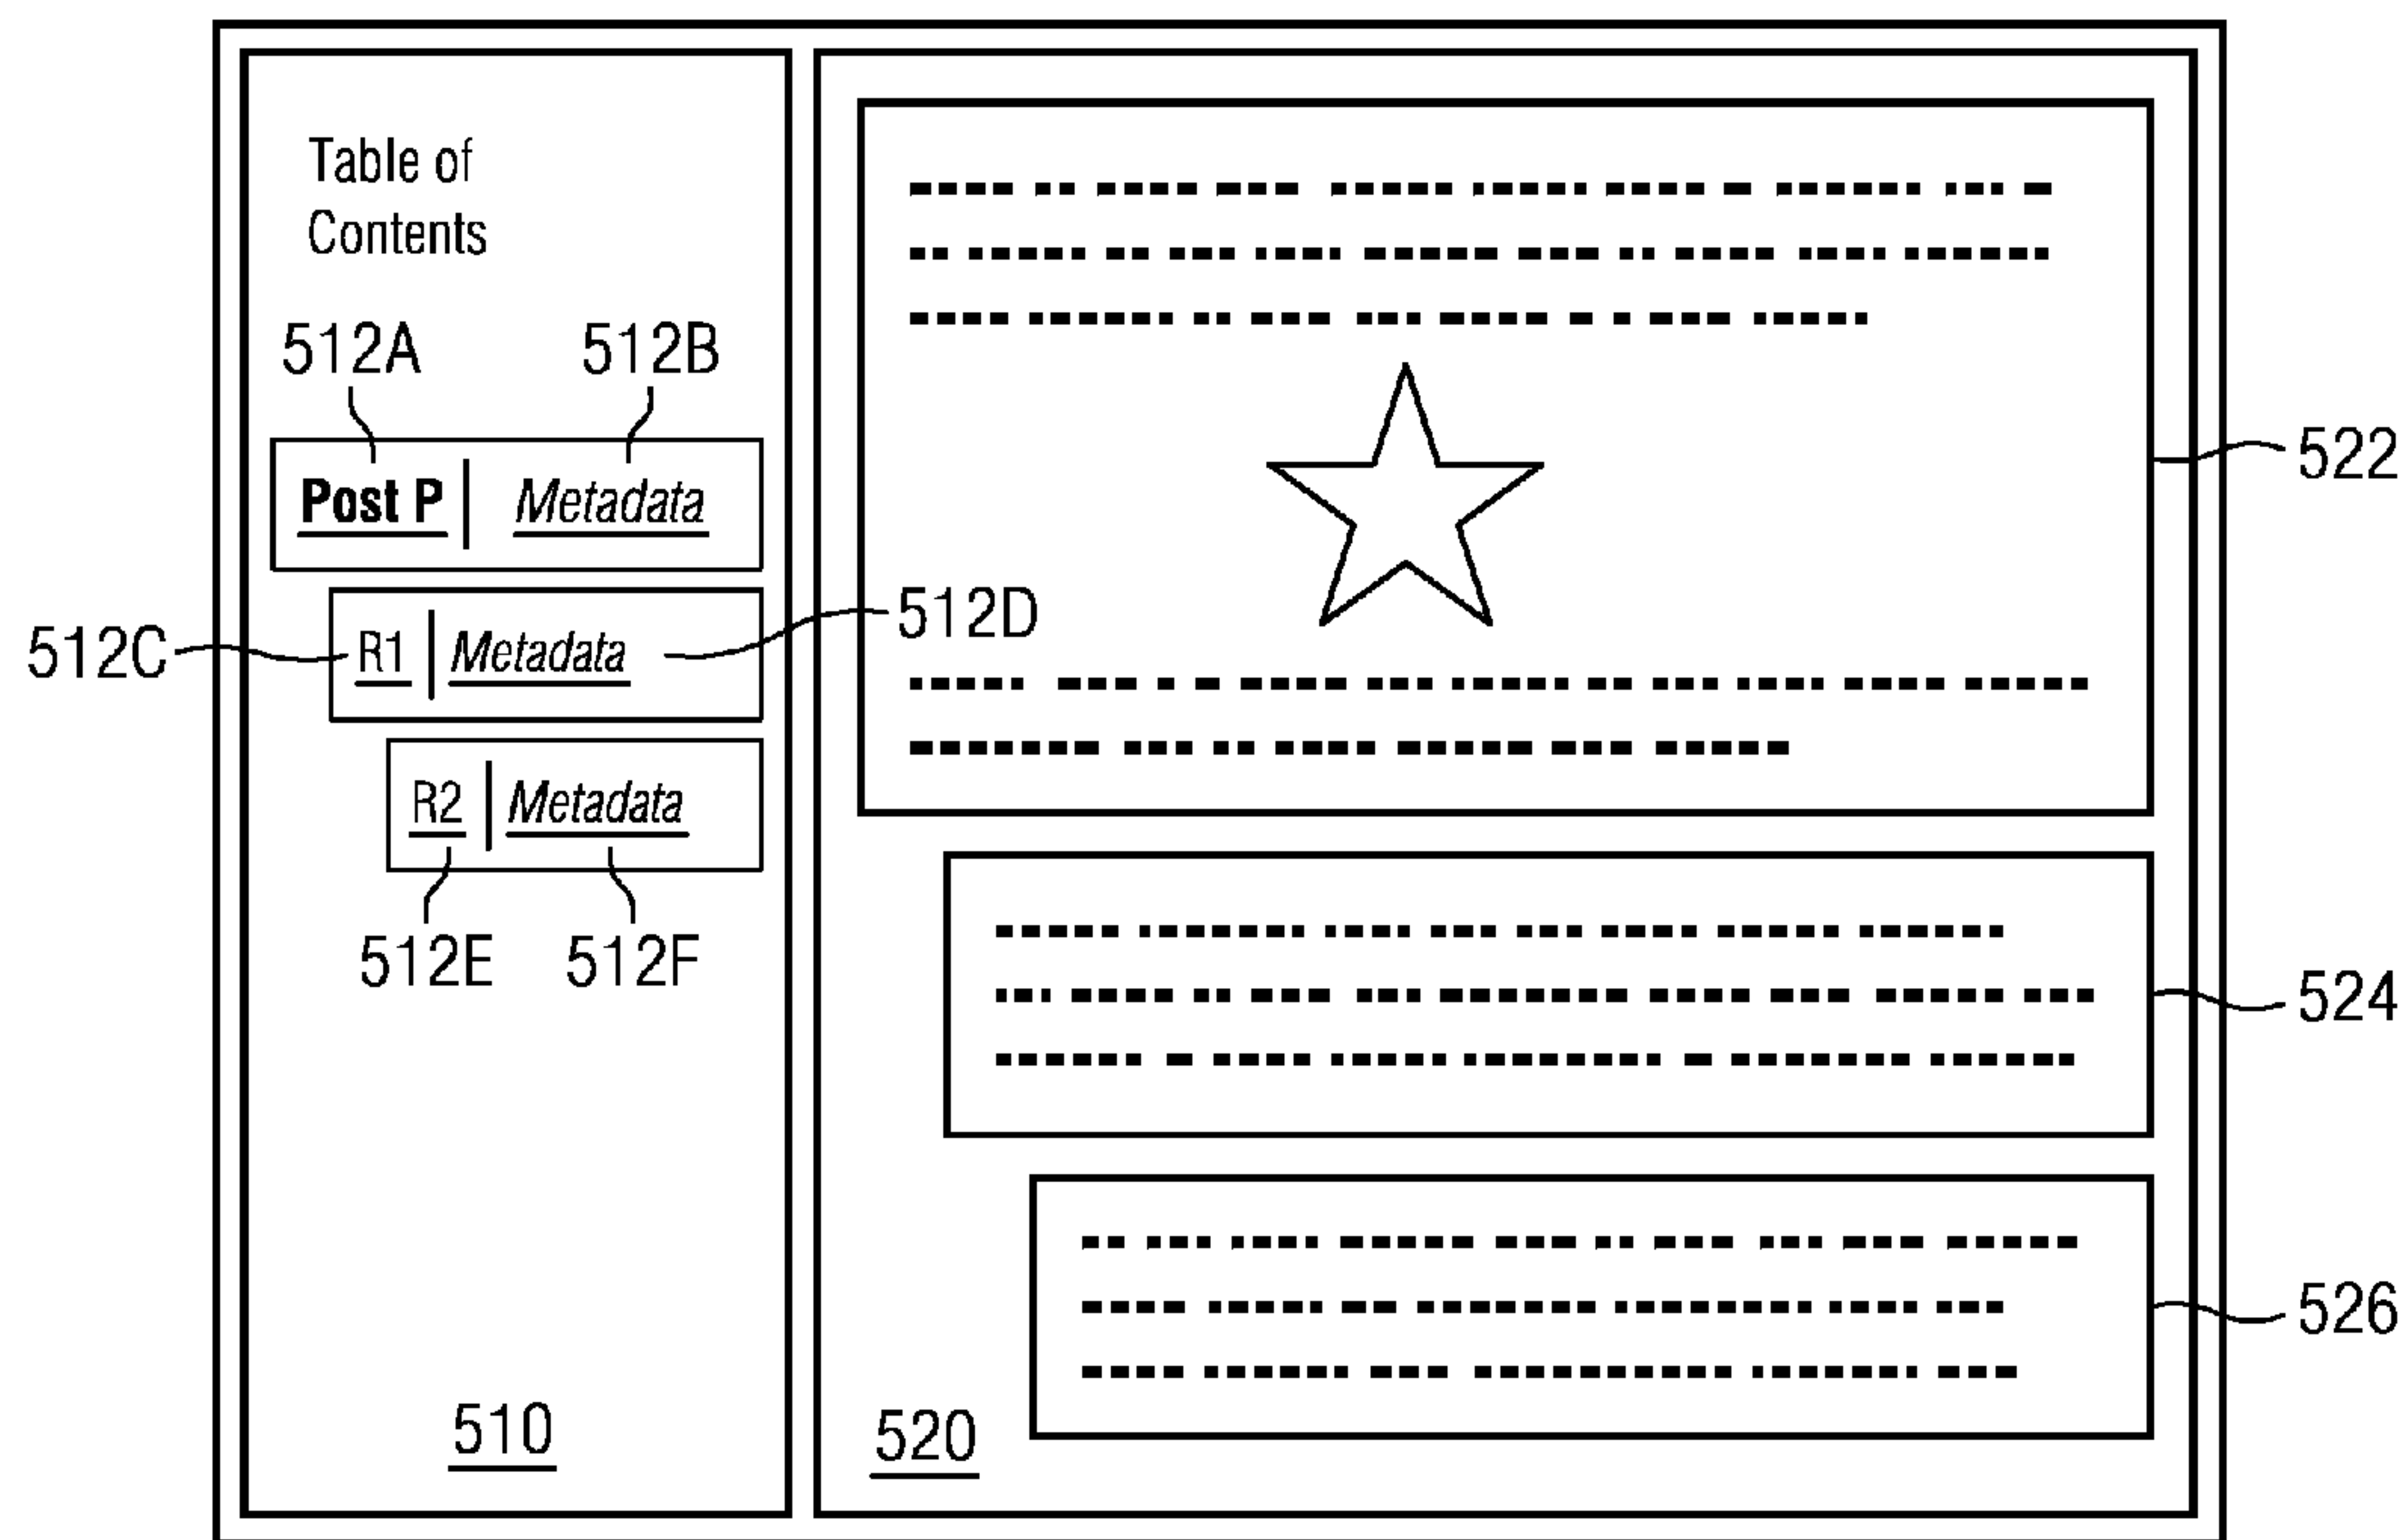 Table of
Contents
512A 512B
Post P Metadata
522
512C R1 Metadata 512D
R2 Metadata
512E 512F
524
526
510
520